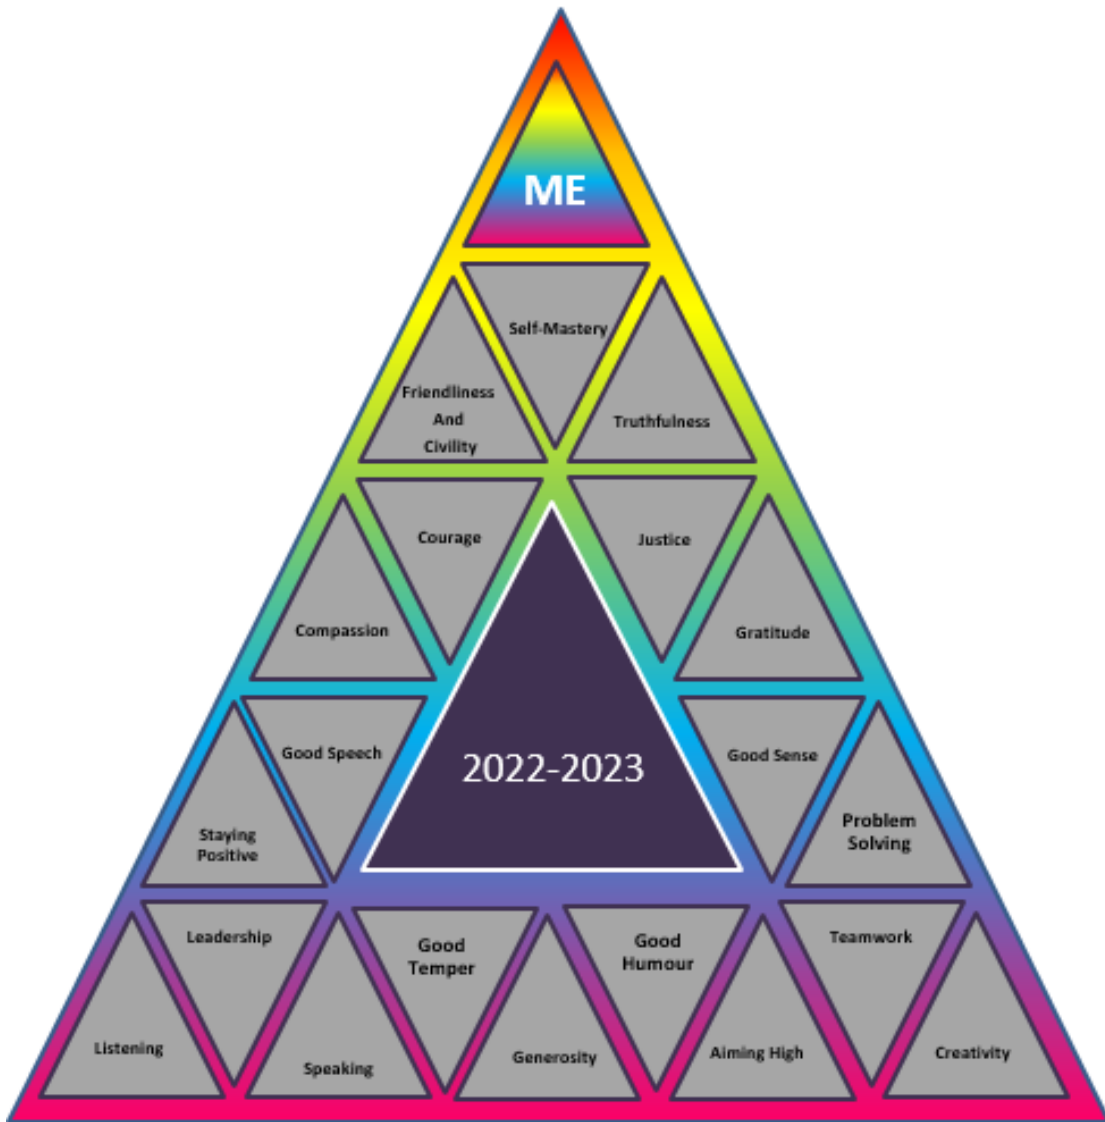 ME
Self-Mastery
Friendliness
And
Civility
Truthfulness
Courage
Justice
Compassion
Gratitude
Good Speech
Good Sense
2022-2023
Staying
Positive
Problem
Solving
Leadership
Good
Temper
Good
Humour
Teamwork
Listening
Speaking
Generosity
Aiming High
Creativity